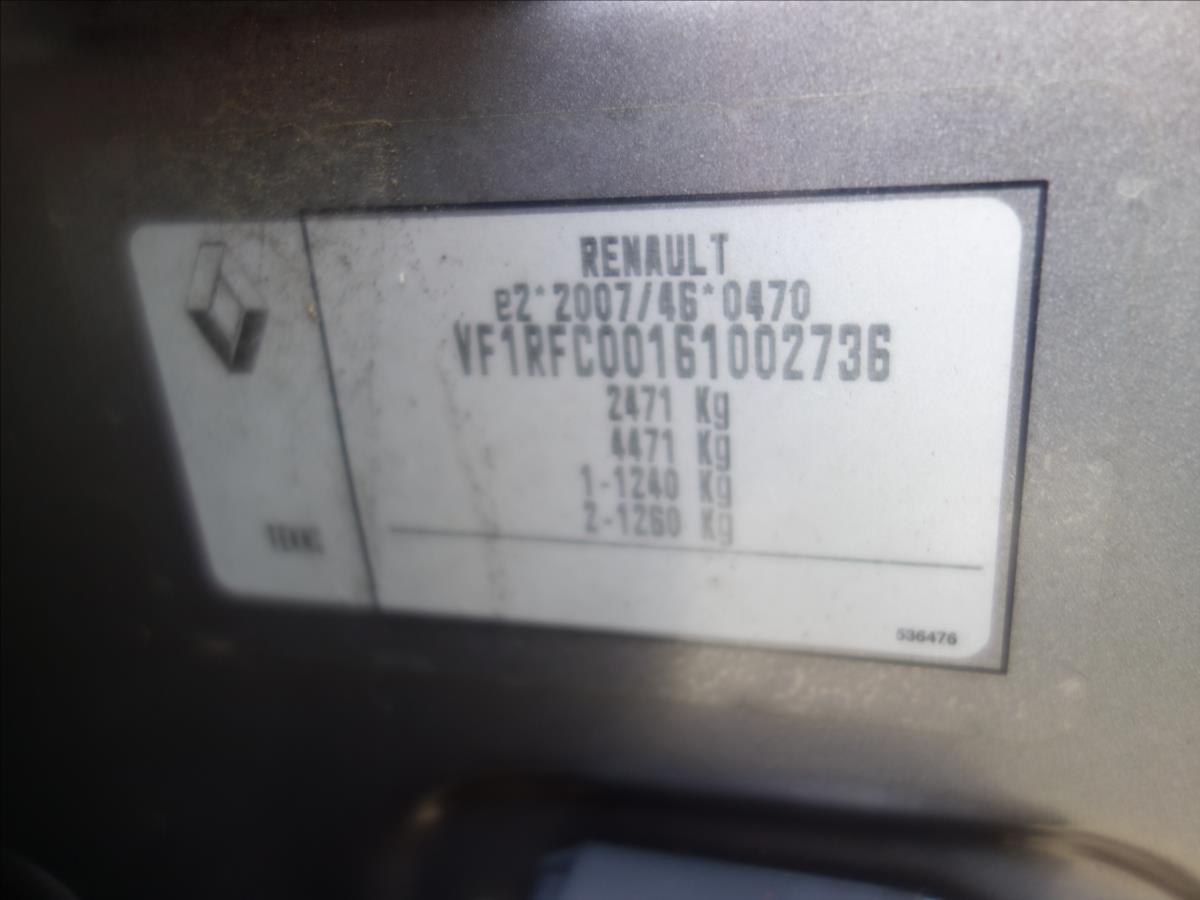 RENAULT
e2*2007/46*0470
VF1RFC00161002736
2471 Kg
4471 Kg
1-1240 Kg
2-1260 Kg
536476